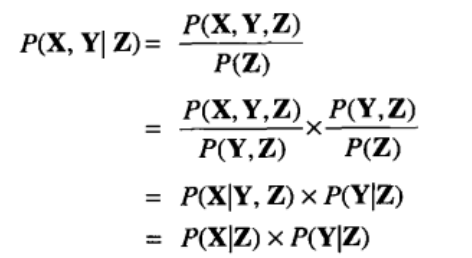 P(X, Y| Z) = P(X, Y, Z) / P(Z)
= P(X, Y, Z) / P(Y, Z) × P(Y, Z) / P(Z)
= P(X|Y, Z) × P(Y|Z)
= P(X|Z) × P(Y|Z)